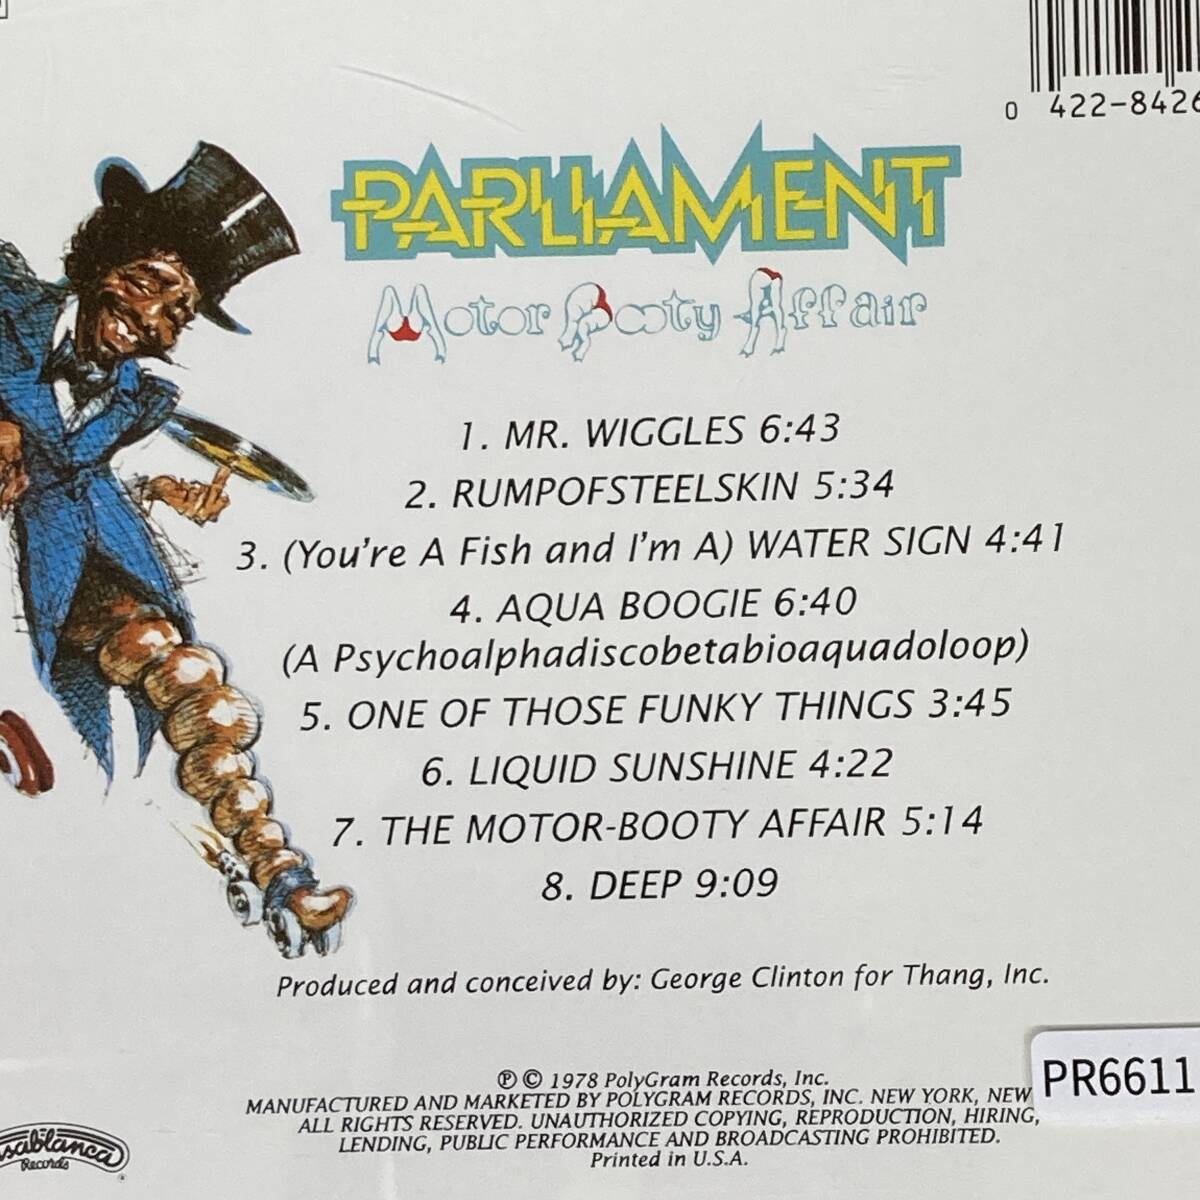 0 422-8426
PARLIAMENT
Motor Booty Affair
1. MR. WIGGLES 6:43
2. RUMPOFSTEELSKIN 5:34
3. (You're A Fish and I'm A) WATER SIGN 4:41
4. AQUA BOOGIE 6:40
(A Psychoalphadiscobetabioaquadoloop)
5. ONE OF THOSE FUNKY THINGS 3:45
6. LIQUID SUNSHINE 4:22
7. THE MOTOR-BOOTY AFFAIR 5:14
8. DEEP 9:09
Produced and conceived by: George Clinton for Thang, Inc.
PR6611
℗ © 1978 PolyGram Records, Inc.
MANUFACTURED AND MARKETED BY POLYGRAM RECORDS, INC. NEW YORK, NEW
ALL RIGHTS RESERVED. UNAUTHORIZED COPYING, REPRODUCTION, HIRING,
LENDING, PUBLIC PERFORMANCE AND BROADCASTING PROHIBITED.
Printed in U.S.A.
asablanca
Records